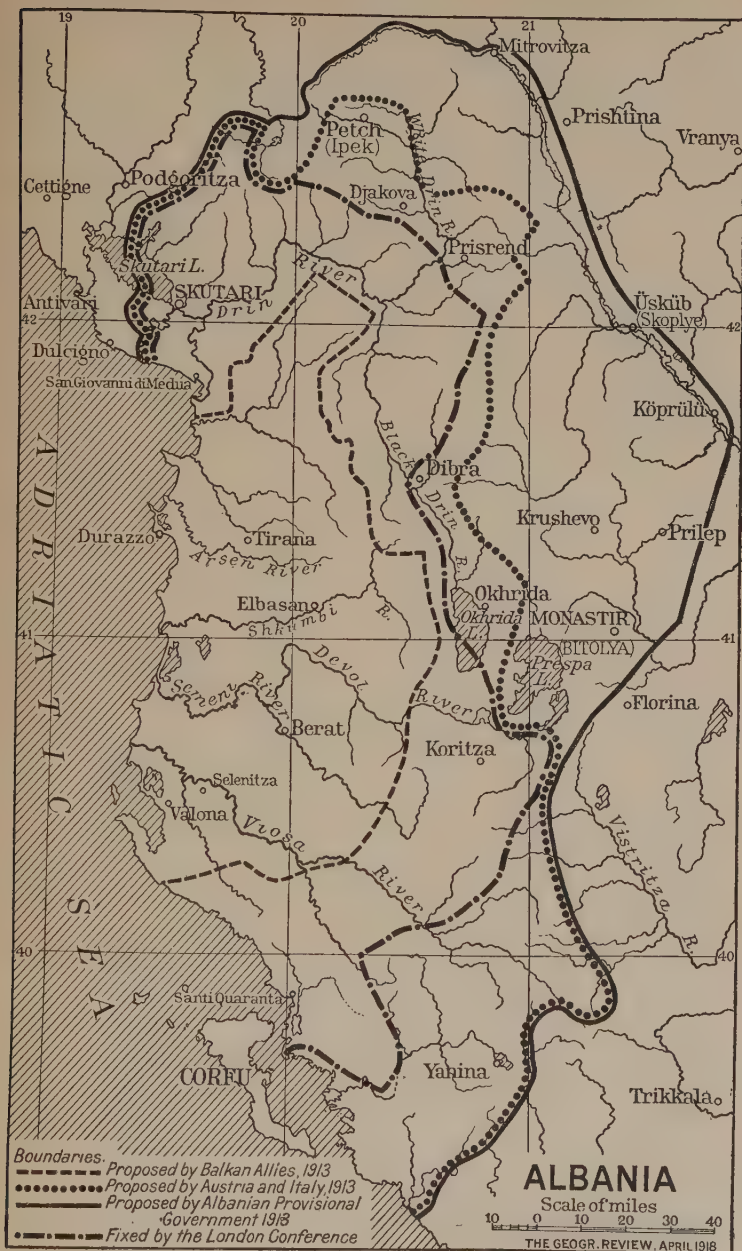 19
20
21
Mitrovitza
Petch
(Ipek)
White Drin R.
Prishtina
Vranya
Cettigne
Podgoritza
Djakova
Prisrend
Skutari L.
SKUTARI
Drin River
Antivari
42
42
Üsküb
(Skoplye)
Dulcigno
San Giovanni di Medua
Köprülü
Black Drin R.
Dibra
Krushevo
Prilep
Durazzo
Tirana
Arsen River
Elbasan
Shkumbi R.
Okhrida
Okhrida L.
MONASTIR
(BITOLYA)
41
41
Prespa L.
Semeni River
Devol River
Berat
Koritza
Florina
Selenitza
Valona
Viosa River
Vistritza R.
ADRIATIC SEA
40
40
Santi Quaranta
CORFU
Yanina
Trikkala
Boundaries.
Proposed by Balkan Allies, 1913
Proposed by Austria and Italy, 1913
Proposed by Albanian Provisional
Government 1913
Fixed by the London Conference
ALBANIA
Scale of miles
10 0 10 20 30 40
THE GEOGR. REVIEW, APRIL 1918